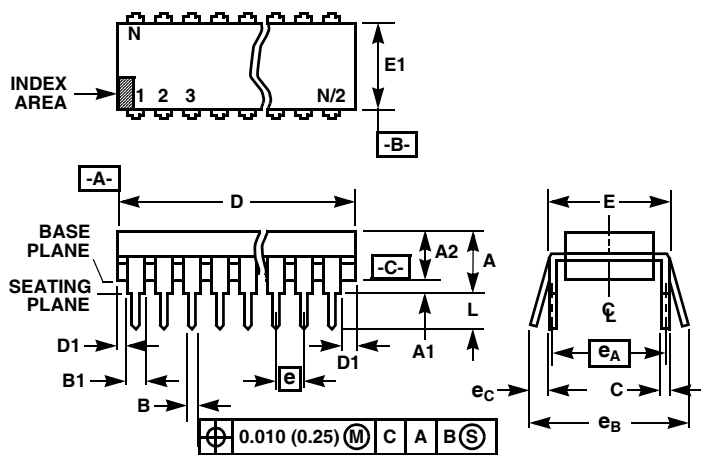 N
E1
INDEX
AREA
1 2 3 N/2
-B-
-A-
D
E
BASE
PLANE
A2
A
-C-
SEATING
PLANE
L
C L
D1
A1
D1
eA
B1
e
eC
C
B
eB
0.010 (0.25) M C A B S